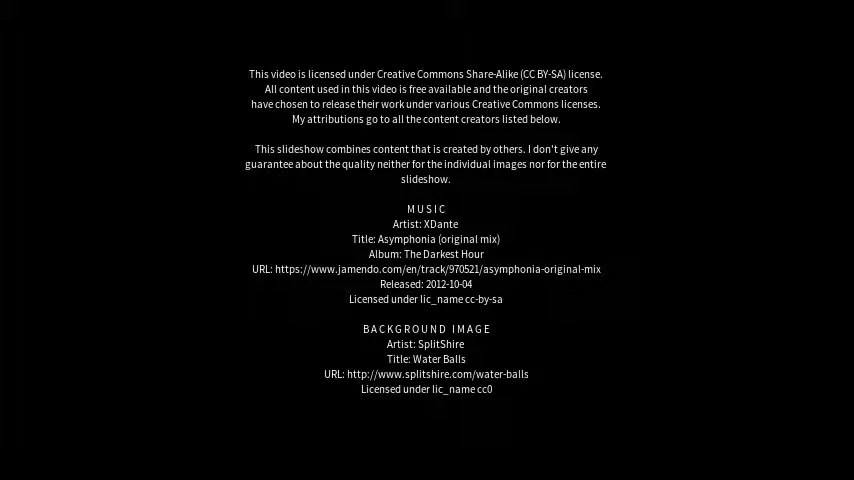 This video is licensed under Creative Commons Share-Alike (CC BY-SA) license.
All content used in this video is free available and the original creators
have chosen to release their work under various Creative Commons licenses.
My attributions go to all the content creators listed below.
This slideshow combines content that is created by others. I don't give any
guarantee about the quality neither for the individual images nor for the entire
slideshow.
MUSIC
Artist: XDante
Title: Asymphonia (original mix)
Album: The Darkest Hour
URL: https://www.jamendo.com/en/track/970521/asymphonia-original-mix
Released: 2012-10-04
Licensed under lic_name cc-by-sa
BACKGROUND IMAGE
Artist: SplitShire
Title: Water Balls
URL: http://www.splitshire.com/water-balls
Licensed under lic_name cc0